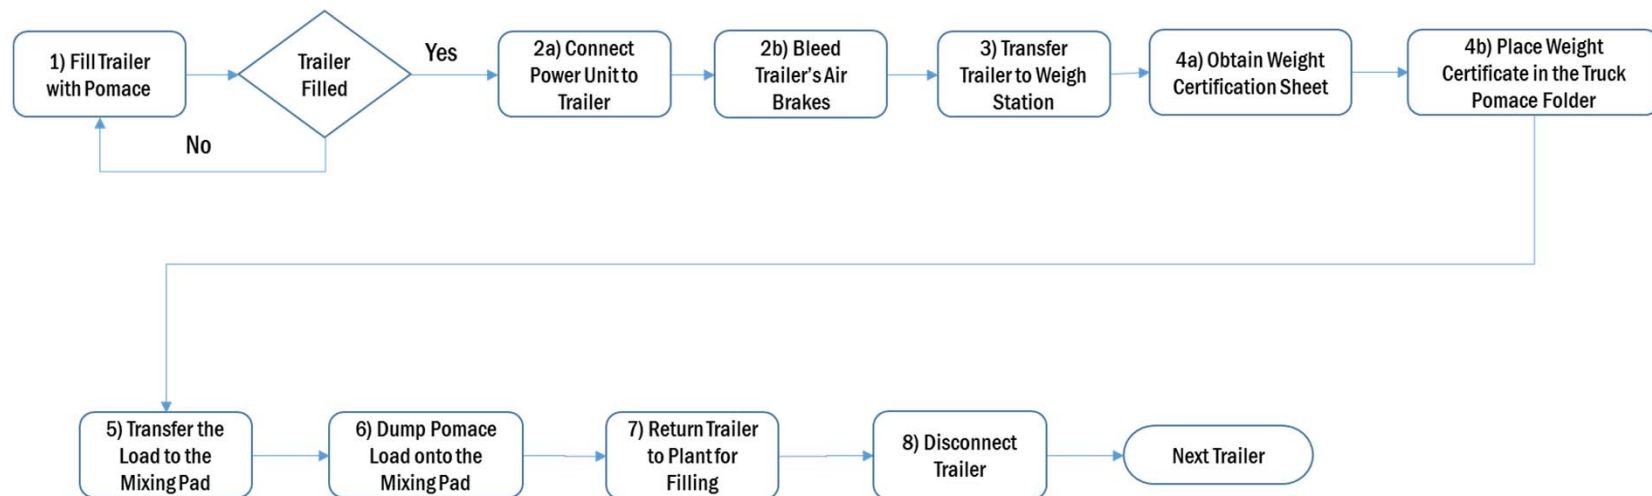 1) Fill Trailer
with Pomace
Trailer
Filled
Yes
No
2a) Connect
Power Unit to
Trailer
2b) Bleed
Trailer's Air
Brakes
3) Transfer
Trailer to Weigh
Station
4a) Obtain Weight
Certification Sheet
4b) Place Weight
Certificate in the Truck
Pomace Folder
5) Transfer the
Load to the
Mixing Pad
6) Dump Pomace
Load onto the
Mixing Pad
7) Return Trailer
to Plant for
Filling
8) Disconnect
Trailer
Next Trailer